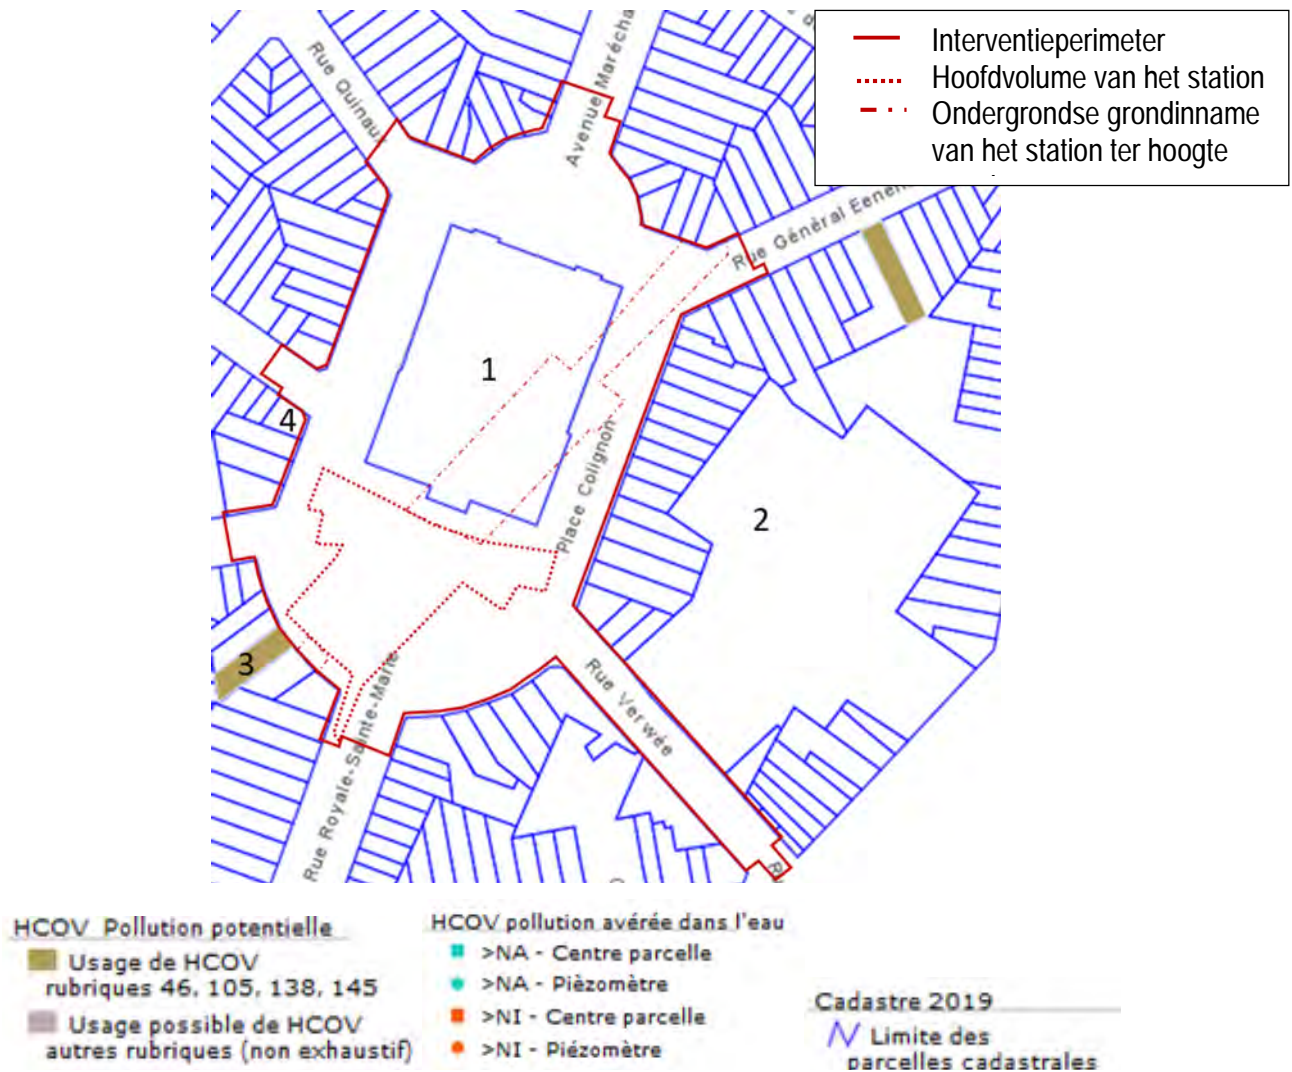 Interventieperimeter
Hoofdvolume van het station
Ondergrondse grondinname
van het station ter hoogte
Rue Quinau
Avenue Marécha
Rue Général Eenen
1
4
Place Colignon
2
3
Rue Verwée
Rue Royale-Sainte-Marie
HCOV Pollution potentielle
Usage de HCOV
rubriques 46, 105, 138, 145
Usage possible de HCOV
autres rubriques (non exhaustif)
HCOV pollution avérée dans l'eau
>NA - Centre parcelle
>NA - Pièzomètre
>NI - Centre parcelle
>NI - Piézomètre
Cadastre 2019
Limite des
parcelles cadastrales